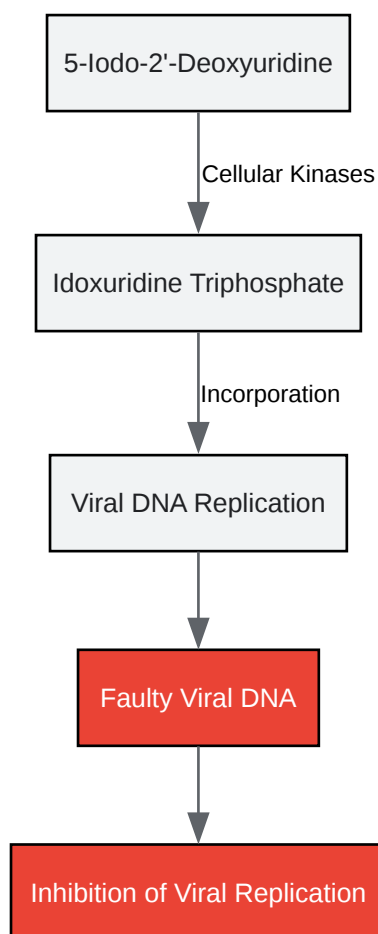 5-Iodo-2'-Deoxyuridine
Cellular Kinases
Idoxuridine Triphosphate
Incorporation
Viral DNA Replication
Faulty Viral DNA
Inhibition of Viral Replication